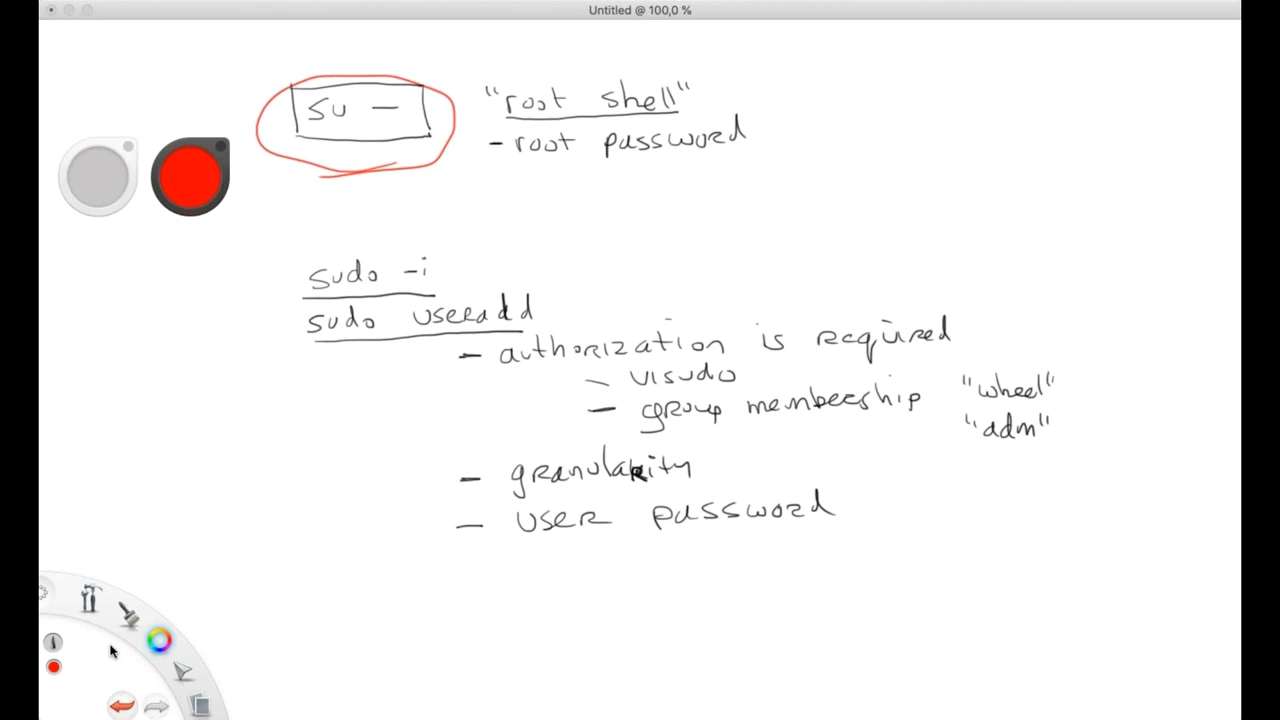 Untitled @ 100,0 %
su — "root shell"
- root password
sudo -i
sudo useradd
- authorization is required
- visudo
- group membership "wheel"
"adm"
- granularity
- user password